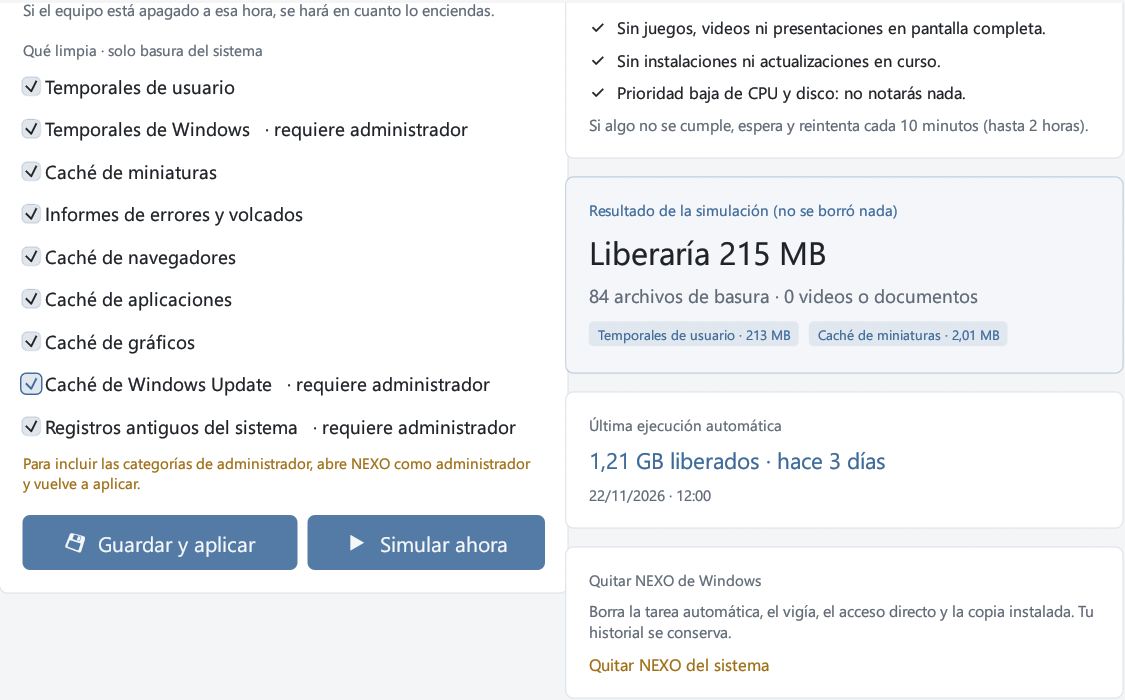 Si el equipo está apagado a esa hora, se hará en cuanto lo enciendas.
Qué limpia · solo basura del sistema
Temporales de usuario
Temporales de Windows · requiere administrador
Caché de miniaturas
Informes de errores y volcados
Caché de navegadores
Caché de aplicaciones
Caché de gráficos
Caché de Windows Update · requiere administrador
Registros antiguos del sistema · requiere administrador
Para incluir las categorías de administrador, abre NEXO como administrador
y vuelve a aplicar.
Guardar y aplicar
Simular ahora
Sin juegos, videos ni presentaciones en pantalla completa.
Sin instalaciones ni actualizaciones en curso.
Prioridad baja de CPU y disco: no notarás nada.
Si algo no se cumple, espera y reintenta cada 10 minutos (hasta 2 horas).
Resultado de la simulación (no se borró nada)
Liberaría 215 MB
84 archivos de basura · 0 videos o documentos
Temporales de usuario · 213 MB
Caché de miniaturas · 2,01 MB
Última ejecución automática
1,21 GB liberados · hace 3 días
22/11/2026 · 12:00
Quitar NEXO de Windows
Borra la tarea automática, el vigía, el acceso directo y la copia instalada. Tu
historial se conserva.
Quitar NEXO del sistema